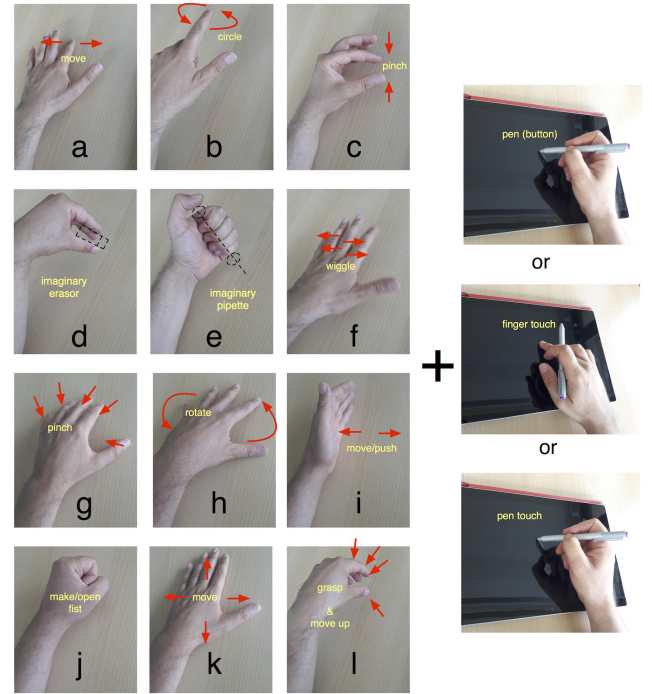 move
a
circle
b
pinch
c
imaginary
erasor
d
imaginary
pipette
e
wiggle
f
pinch
g
rotate
h
move/push
i
make/open
fist
j
move
k
grasp
&
move up
l
+
pen (button)
or
finger touch
or
pen touch